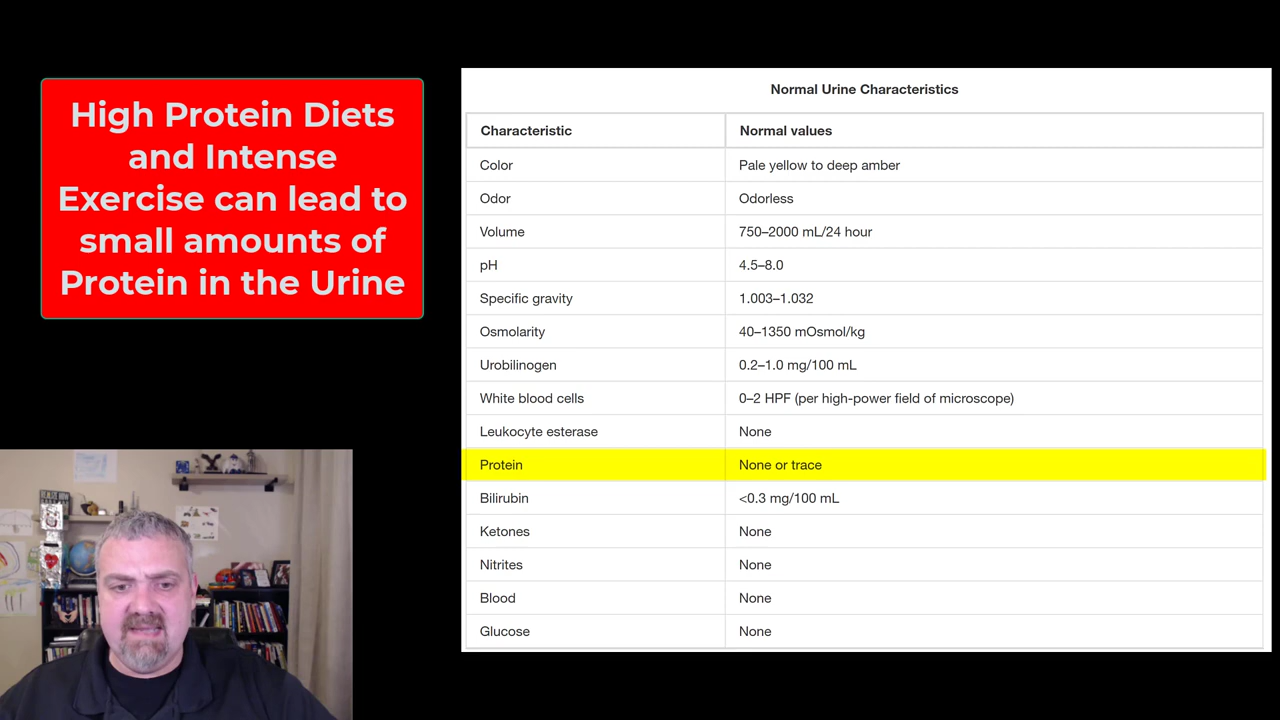 High Protein Diets
and Intense
Exercise can lead to
small amounts of
Protein in the Urine
Normal Urine Characteristics
Characteristic Normal values
Color Pale yellow to deep amber
Odor Odorless
Volume 750–2000 mL/24 hour
pH 4.5–8.0
Specific gravity 1.003–1.032
Osmolarity 40–1350 mOsmol/kg
Urobilinogen 0.2–1.0 mg/100 mL
White blood cells 0–2 HPF (per high-power field of microscope)
Leukocyte esterase None
Protein None or trace
Bilirubin <0.3 mg/100 mL
Ketones None
Nitrites None
Blood None
Glucose None